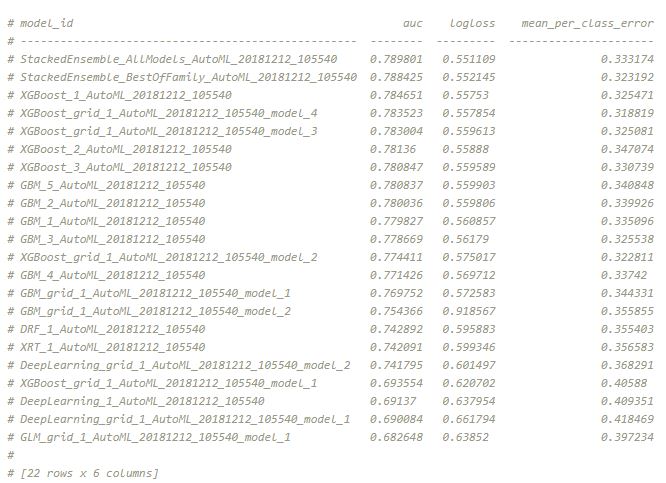 # model_id auc logloss mean_per_class_error
# --------------------------------------------------- -------- --------- ----------------------
# StackedEnsemble_AllModels_AutoML_20181212_105540 0.789801 0.551109 0.333174
# StackedEnsemble_BestOfFamily_AutoML_20181212_105540 0.788425 0.552145 0.323192
# XGBoost_1_AutoML_20181212_105540 0.784651 0.55753 0.325471
# XGBoost_grid_1_AutoML_20181212_105540_model_4 0.783523 0.557854 0.318819
# XGBoost_grid_1_AutoML_20181212_105540_model_3 0.783004 0.559613 0.325081
# XGBoost_2_AutoML_20181212_105540 0.78136 0.55888 0.347074
# XGBoost_3_AutoML_20181212_105540 0.780847 0.559589 0.330739
# GBM_5_AutoML_20181212_105540 0.780837 0.559903 0.340848
# GBM_2_AutoML_20181212_105540 0.780036 0.559806 0.339926
# GBM_1_AutoML_20181212_105540 0.779827 0.560857 0.335096
# GBM_3_AutoML_20181212_105540 0.778669 0.56179 0.325538
# XGBoost_grid_1_AutoML_20181212_105540_model_2 0.774411 0.575017 0.322811
# GBM_4_AutoML_20181212_105540 0.771426 0.569712 0.33742
# GBM_grid_1_AutoML_20181212_105540_model_1 0.769752 0.572583 0.344331
# GBM_grid_1_AutoML_20181212_105540_model_2 0.754366 0.918567 0.355855
# DRF_1_AutoML_20181212_105540 0.742892 0.595883 0.355403
# XRT_1_AutoML_20181212_105540 0.742091 0.599346 0.356583
# DeepLearning_grid_1_AutoML_20181212_105540_model_2 0.741795 0.601497 0.368291
# XGBoost_grid_1_AutoML_20181212_105540_model_1 0.693554 0.620702 0.40588
# DeepLearning_1_AutoML_20181212_105540 0.69137 0.637954 0.409351
# DeepLearning_grid_1_AutoML_20181212_105540_model_1 0.690084 0.661794 0.418469
# GLM_grid_1_AutoML_20181212_105540_model_1 0.682648 0.63852 0.397234
#
# [22 rows x 6 columns]